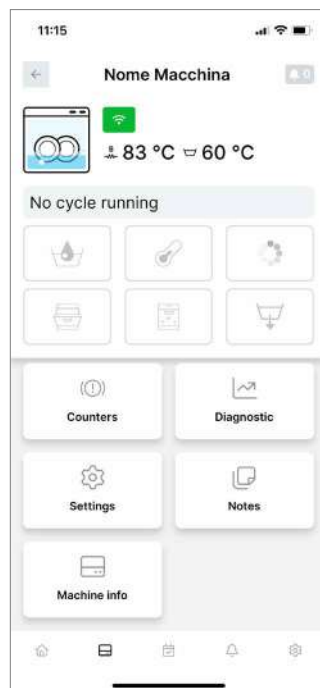 11:15
Nome Macchina
0
83 °C 60 °C
No cycle running
Counters Diagnostic
Settings Notes
Machine info